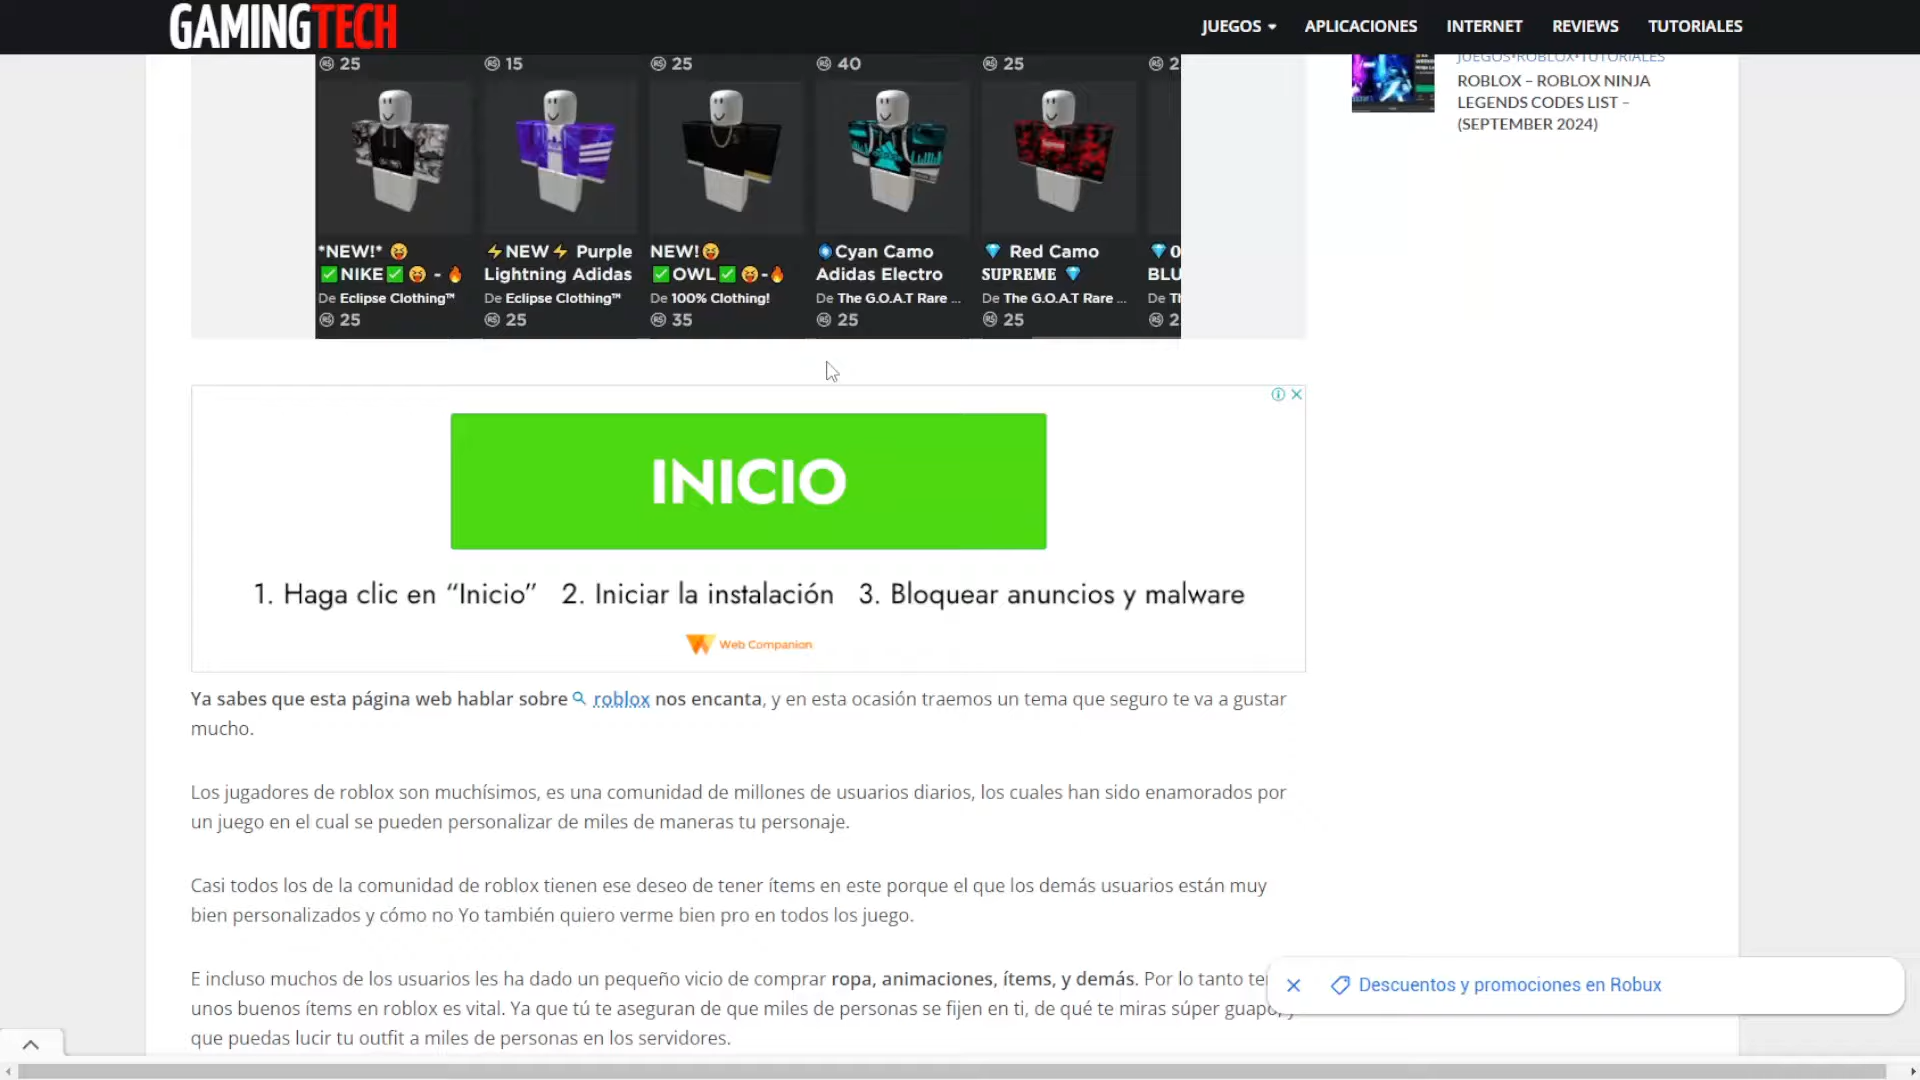 GAMINGTECH
JUEGOS
APLICACIONES
INTERNET
REVIEWS
TUTORIALES
25
15
25
40
25
2
JUEGOS•ROBLOX•TUTORIALES
ROBLOX – ROBLOX NINJA
LEGENDS CODES LIST –
(SEPTEMBER 2024)
*NEW!* 😝
✅NIKE✅ 😝 - 🔥
De Eclipse Clothing™
25
⚡NEW⚡ Purple
Lightning Adidas
De Eclipse Clothing™
25
NEW!😝
✅OWL✅ 😝-🔥
De 100% Clothing!
35
Cyan Camo
Adidas Electro
De The G.O.A.T Rare ...
25
💎 Red Camo
SUPREME 💎
De The G.O.A.T Rare ...
25
BLU
De
2
INICIO
1. Haga clic en “Inicio” 2. Iniciar la instalación 3. Bloquear anuncios y malware
Web Companion
Ya sabes que esta página web hablar sobre roblox nos encanta, y en esta ocasión traemos un tema que seguro te va a gustar
mucho.
Los jugadores de roblox son muchísimos, es una comunidad de millones de usuarios diarios, los cuales han sido enamorados por
un juego en el cual se pueden personalizar de miles de maneras tu personaje.
Casi todos los de la comunidad de roblox tienen ese deseo de tener ítems en este porque el que los demás usuarios están muy
bien personalizados y cómo no Yo también quiero verme bien pro en todos los juego.
E incluso muchos de los usuarios les ha dado un pequeño vicio de comprar ropa, animaciones, ítems, y demás. Por lo tanto te
unos buenos ítems en roblox es vital. Ya que tú te aseguran de que miles de personas se fijen en ti, de qué te miras súper guapo, y
que puedas lucir tu outfit a miles de personas en los servidores.
Descuentos y promociones en Robux